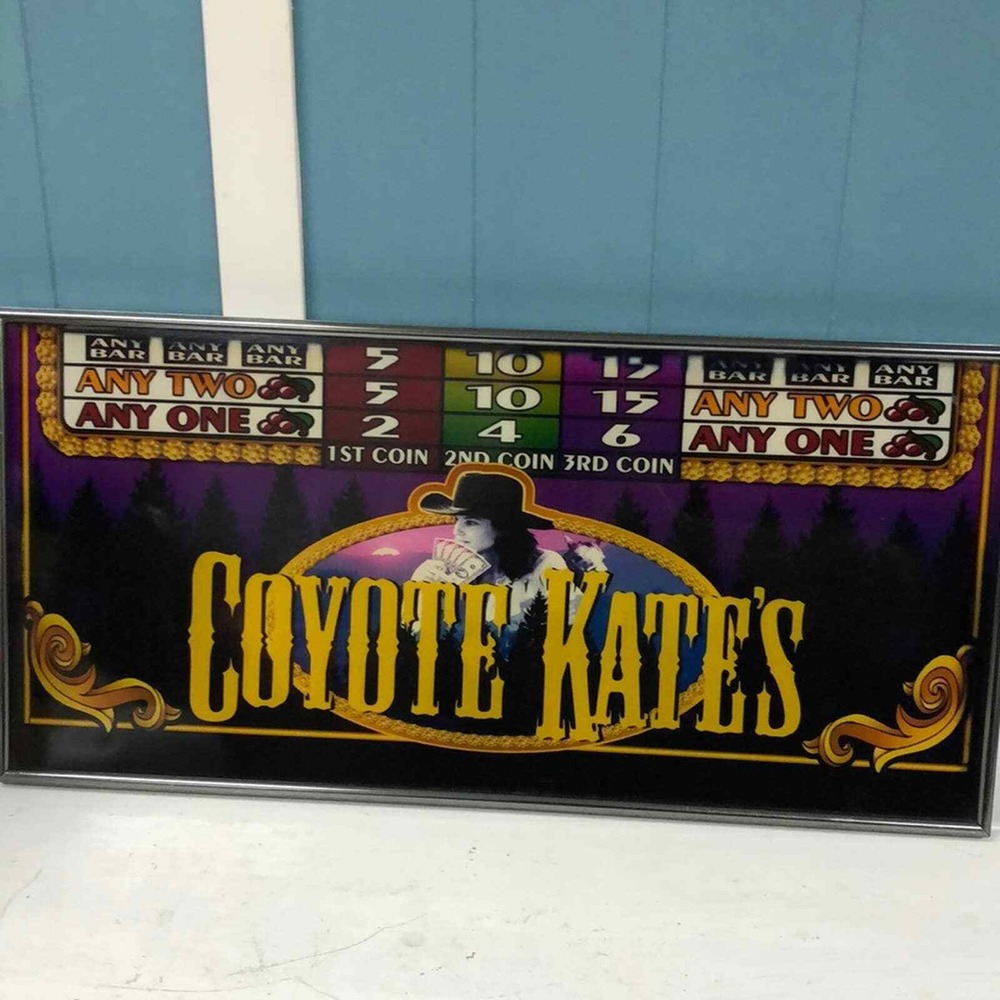 ANY BAR ANY BAR ANY BAR 5 10 15 ANY BAR ANY BAR ANY BAR
ANY TWO 5 10 15 ANY TWO
ANY ONE 2 4 6 ANY ONE
1ST COIN 2ND COIN 3RD COIN
COYOTE KATE'S